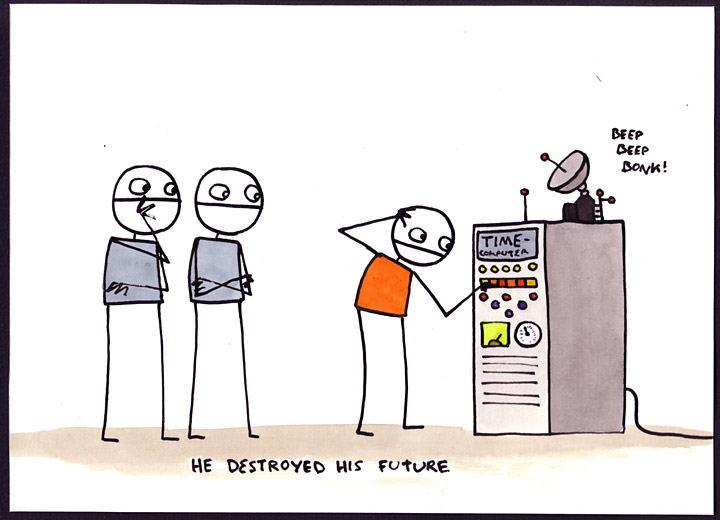 BEEP
BEEP
BONK!
TIME-
COMPUTER
HE DESTROYED HIS FUTURE